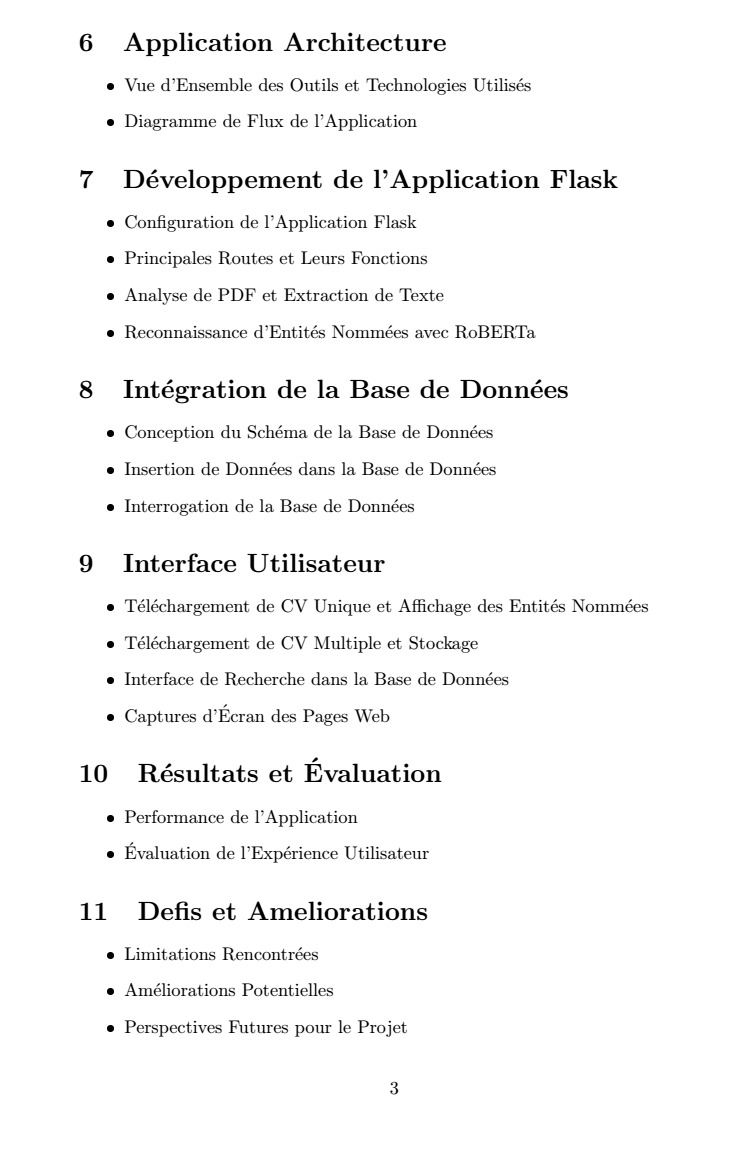 6 Application Architecture
• Vue d'Ensemble des Outils et Technologies Utilisés
• Diagramme de Flux de l'Application
7 Développement de l'Application Flask
• Configuration de l'Application Flask
• Principales Routes et Leurs Fonctions
• Analyse de PDF et Extraction de Texte
• Reconnaissance d'Entités Nommées avec RoBERTa
8 Intégration de la Base de Données
• Conception du Schéma de la Base de Données
• Insertion de Données dans la Base de Données
• Interrogation de la Base de Données
9 Interface Utilisateur
• Téléchargement de CV Unique et Affichage des Entités Nommées
• Téléchargement de CV Multiple et Stockage
• Interface de Recherche dans la Base de Données
• Captures d'Écran des Pages Web
10 Résultats et Évaluation
• Performance de l'Application
• Évaluation de l'Expérience Utilisateur
11 Defis et Ameliorations
• Limitations Rencontrées
• Améliorations Potentielles
• Perspectives Futures pour le Projet
3